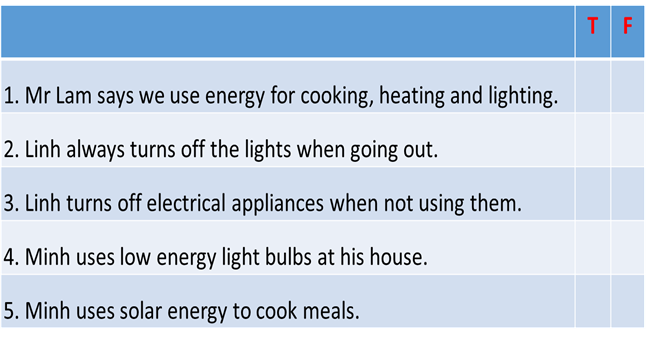 T F
1. Mr Lam says we use energy for cooking, heating and lighting.
2. Linh always turns off the lights when going out.
3. Linh turns off electrical appliances when not using them.
4. Minh uses low energy light bulbs at his house.
5. Minh uses solar energy to cook meals.